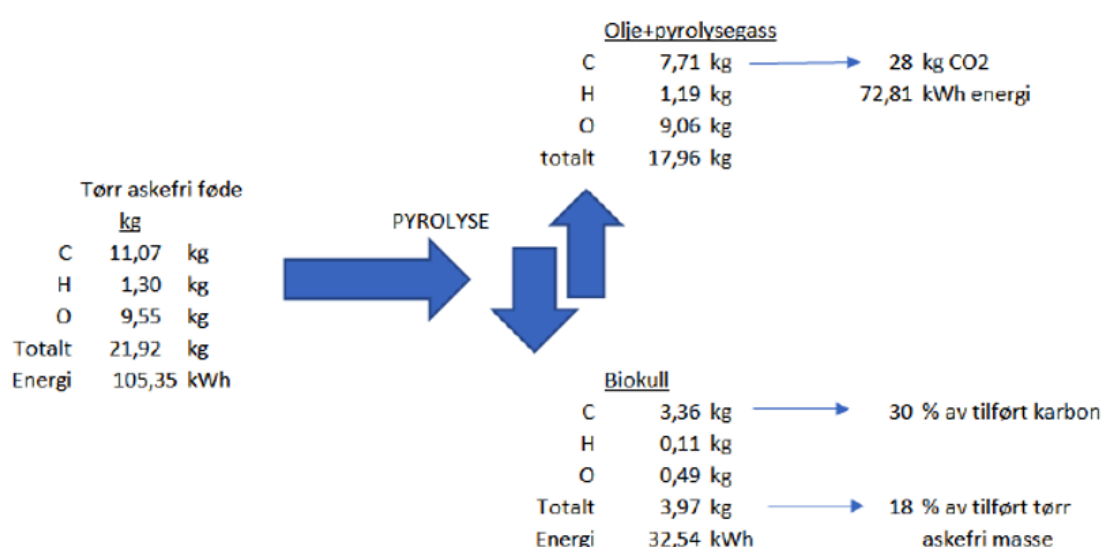 Olje+pyrolysegass
C 7,71 kg 28 kg CO2
H 1,19 kg 72,81 kWh energi
O 9,06 kg
totalt 17,96 kg
Tørr askefri føde
kg
C 11,07 kg
H 1,30 kg
O 9,55 kg
Totalt 21,92 kg
Energi 105,35 kWh
PYROLYSE
Biokull
C 3,36 kg 30 % av tilført karbon
H 0,11 kg
O 0,49 kg
Totalt 3,97 kg 18 % av tilført tørr
Energi 32,54 kWh askefri masse